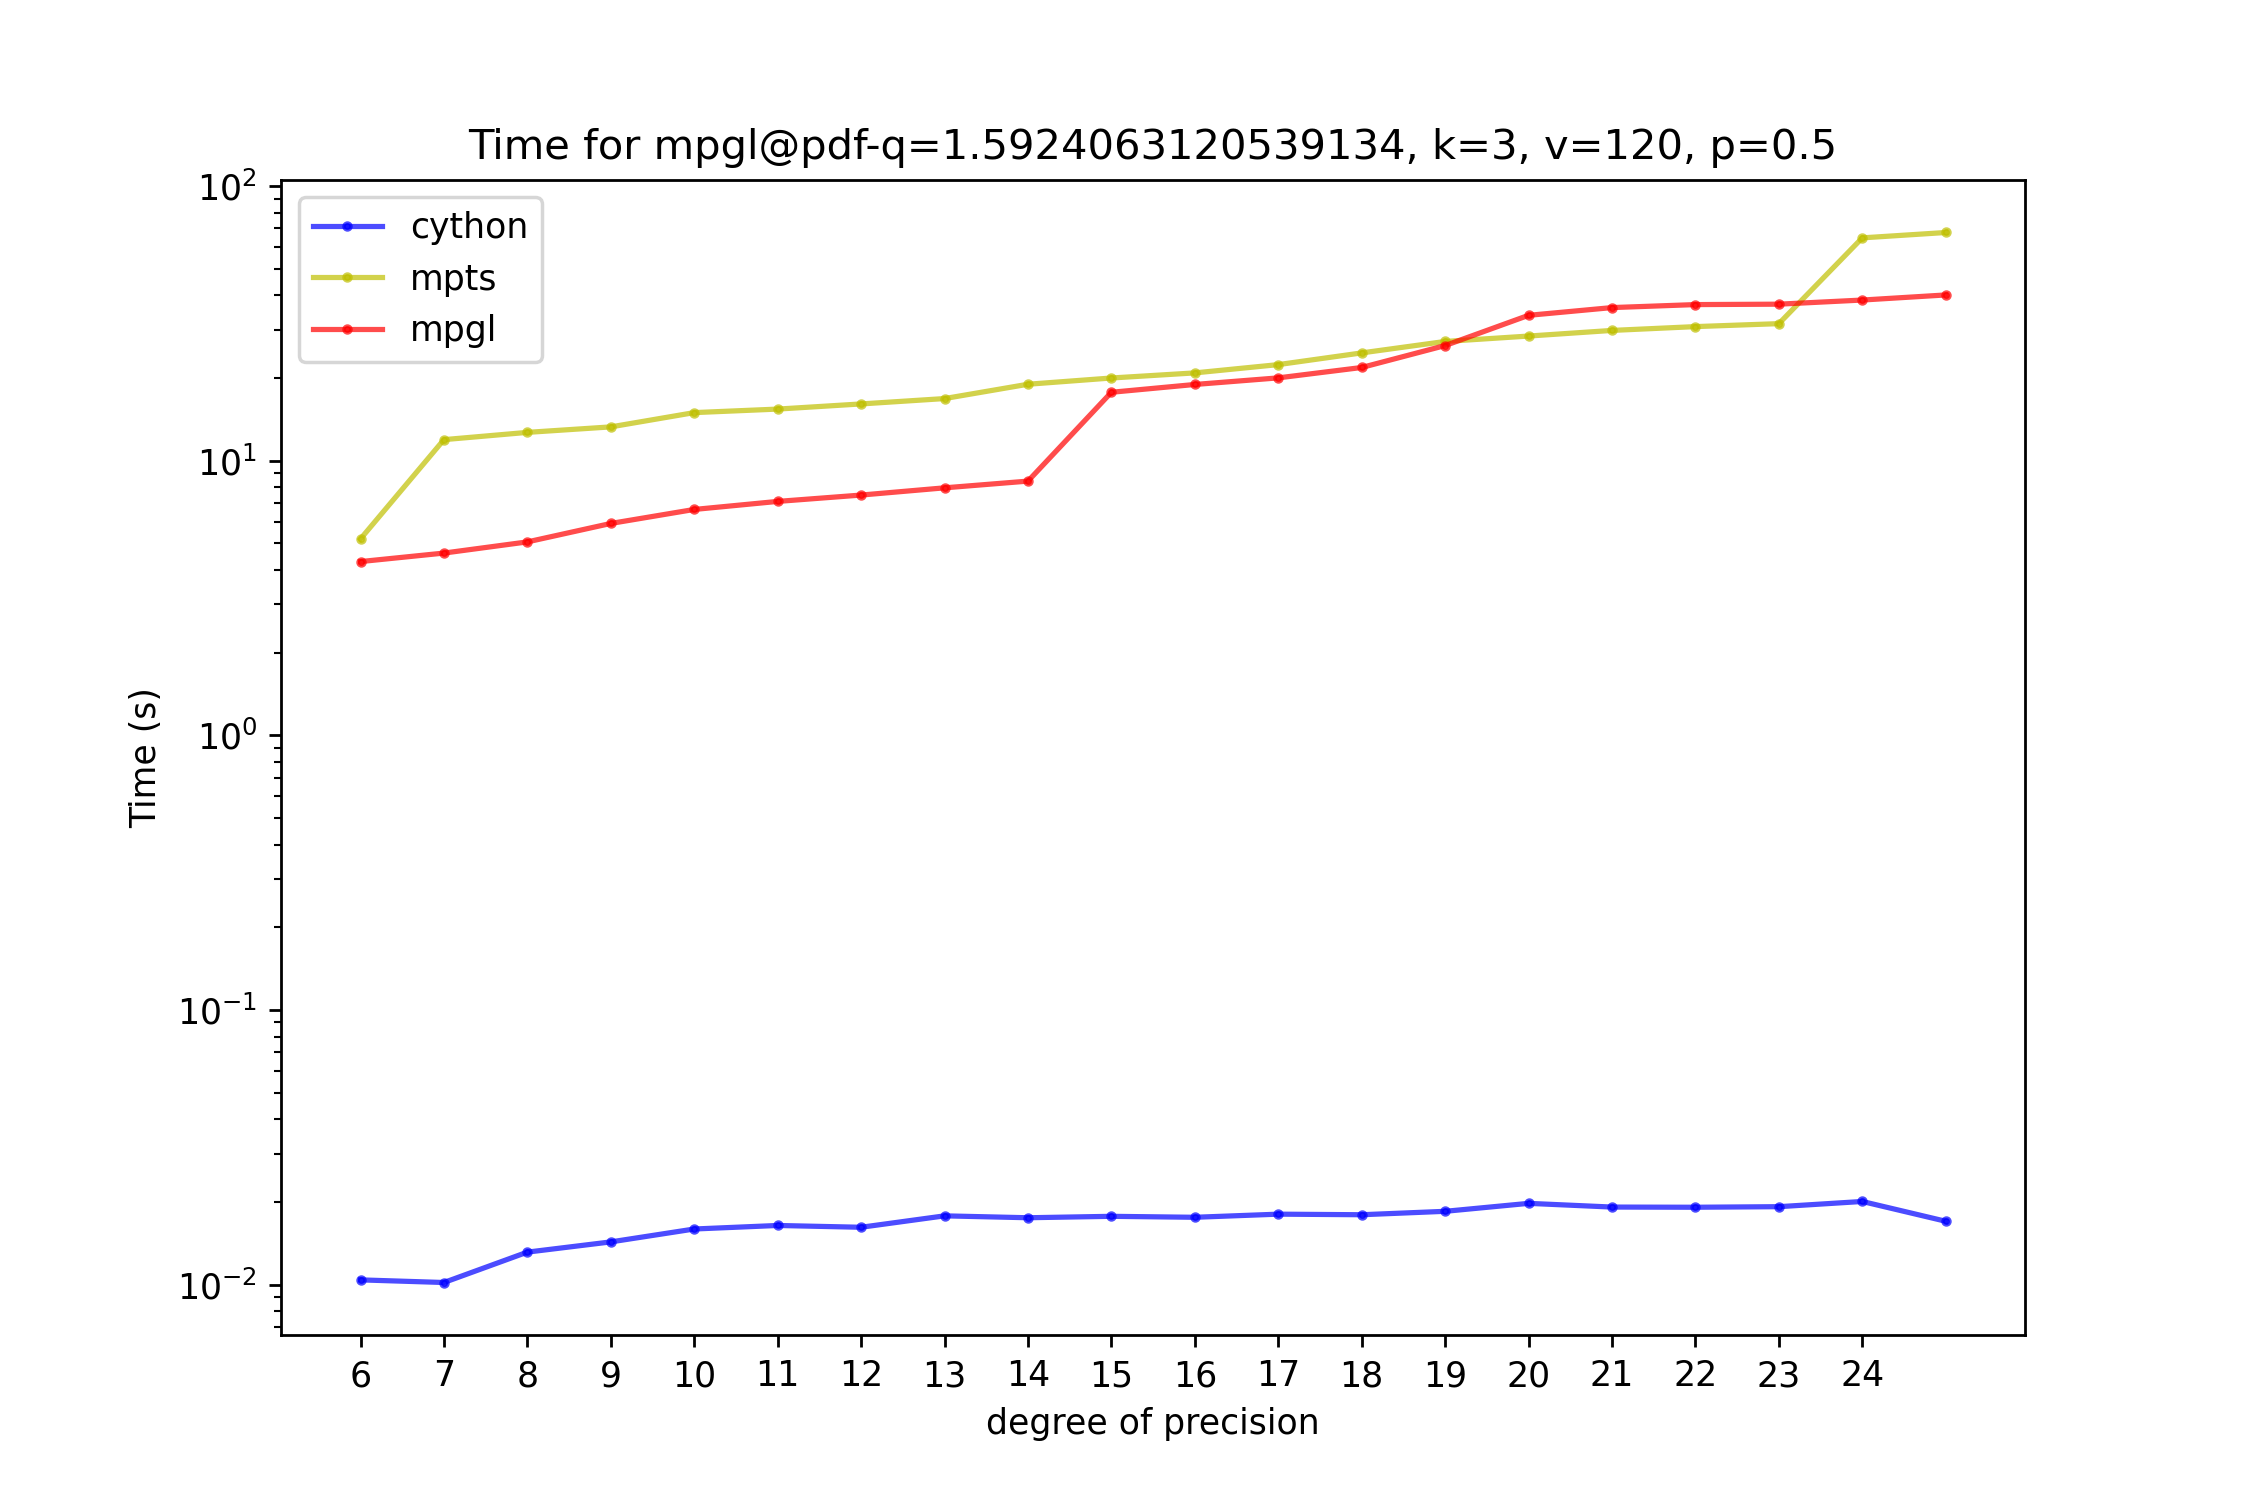 Time for mpgl@pdf-q=1.5924063120539134, k=3, v=120, p=0.5
cython
mpts
mpgl
10²
10¹
10⁰
10⁻¹
10⁻²
Time (s)
6 7 8 9 10 11 12 13 14 15 16 17 18 19 20 21 22 23 24
degree of precision